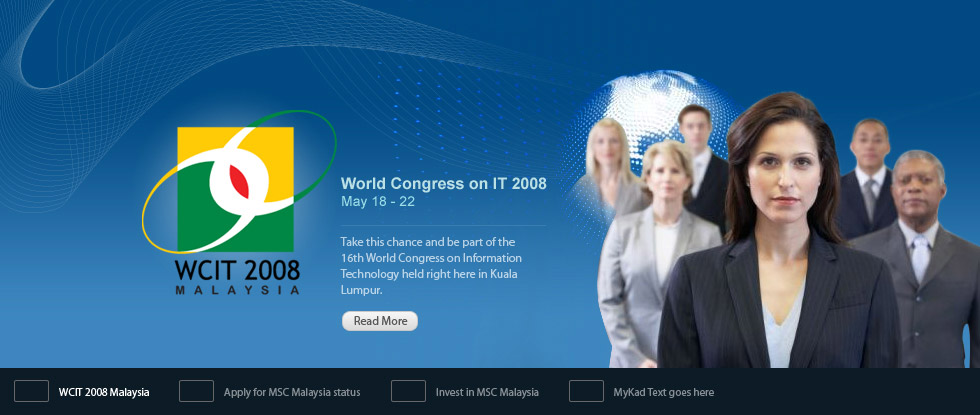 World Congress on IT 2008
May 18 - 22
Take this chance and be part of the
16th World Congress on Information
Technology held right here in Kuala
Lumpur.
Read More
WCIT 2008
MALAYSIA
WCIT 2008 Malaysia
Apply for MSC Malaysia status
Invest in MSC Malaysia
MyKad Text goes here